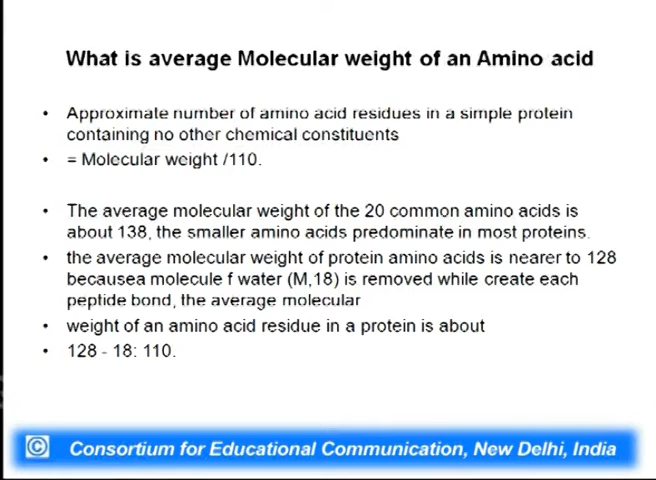 What is average Molecular weight of an Amino acid
• Approximate number of amino acid residues in a simple protein
containing no other chemical constituents
• = Molecular weight /110.
• The average molecular weight of the 20 common amino acids is
about 138, the smaller amino acids predominate in most proteins.
• the average molecular weight of protein amino acids is nearer to 128
becausea molecule f water (M,18) is removed while create each
peptide bond, the average molecular
• weight of an amino acid residue in a protein is about
• 128 - 18: 110.
© Consortium for Educational Communication, New Delhi, India